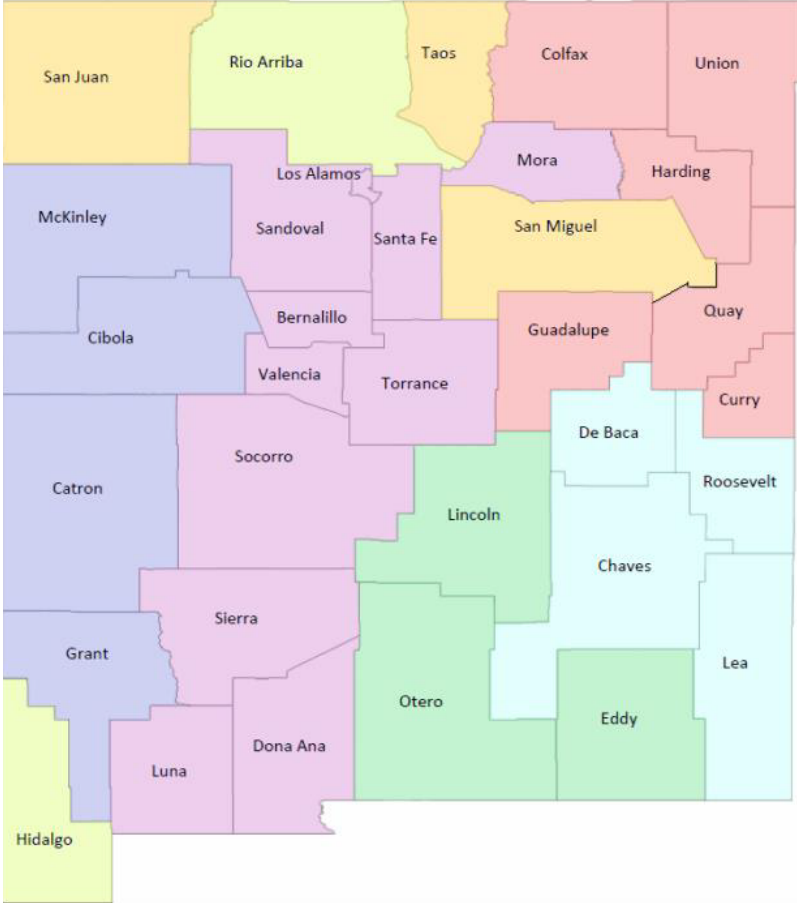 Taos
Colfax
Rio Arriba
Union
San Juan
Mora
Harding
Los Alamos
McKinley
Sandoval
San Miguel
Santa Fe
Quay
Bernalillo
Guadalupe
Cibola
Valencia
Torrance
Curry
De Baca
Socorro
Roosevelt
Catron
Lincoln
Chaves
Sierra
Grant
Lea
Otero
Eddy
Dona Ana
Luna
Hidalgo